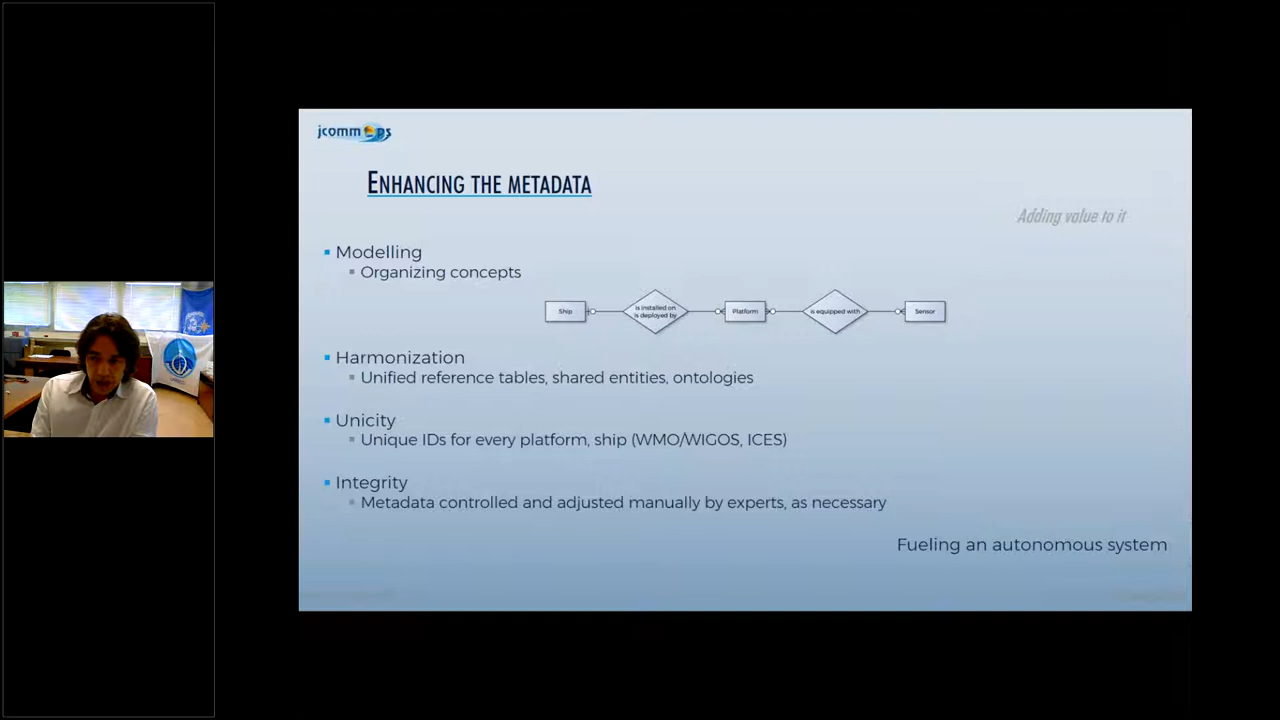 jcommops
ENHANCING THE METADATA
Adding value to it
Modelling
Organizing concepts
Ship
is installed on
is deployed by
Platform
is equipped with
Sensor
Harmonization
Unified reference tables, shared entities, ontologies
Unicity
Unique IDs for every platform, ship (WMO/WIGOS, ICES)
Integrity
Metadata controlled and adjusted manually by experts, as necessary
Fueling an autonomous system